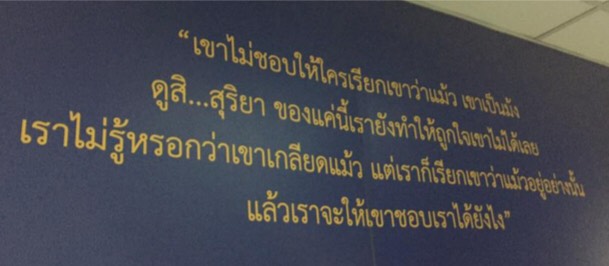 “เขาไม่ชอบให้ใครเรียกเขาว่าแม้ว เขาเป็นม้ง
ดูสิ...สุริยา ของแค่นี้เรายังทำให้ถูกใจเขาไม่ได้เลย
เราไม่รู้หรอกว่าเขาเกลียดแม้ว แต่เราก็เรียกเขาว่าแม้วอยู่อย่างนั้น
แล้วเราจะให้เขาชอบเราได้ยังไง”